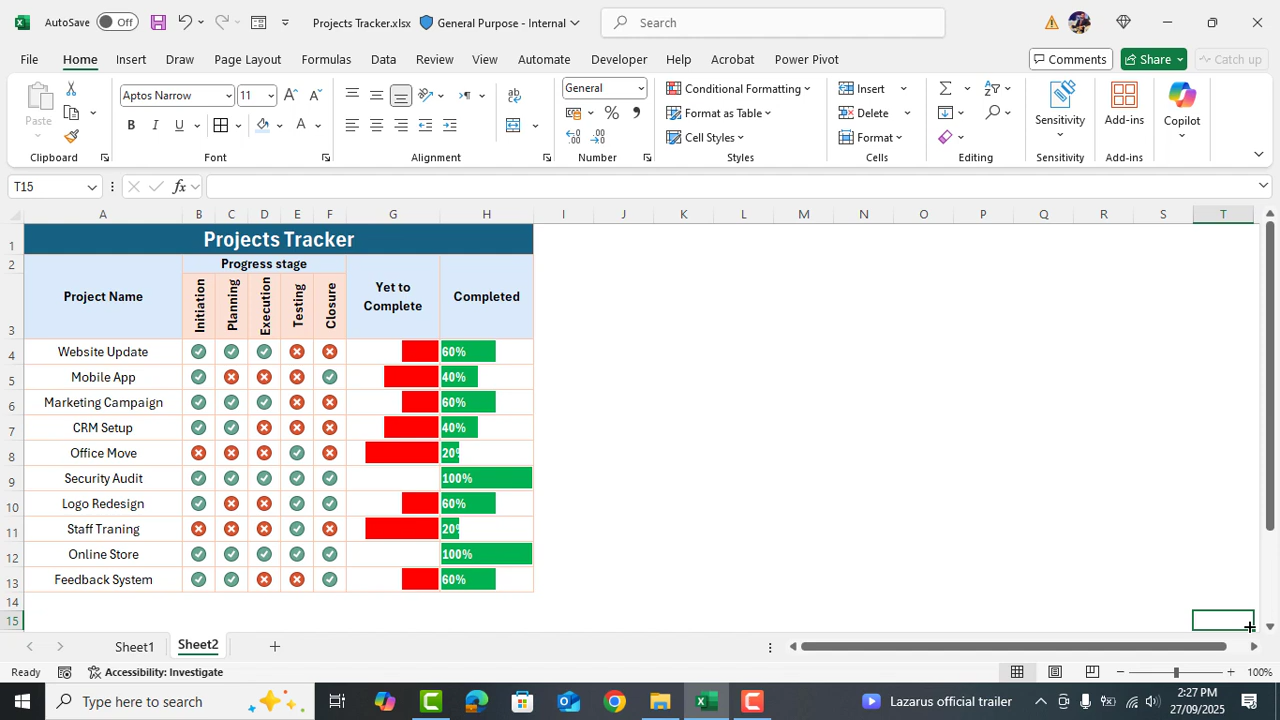 AutoSave Off Projects Tracker.xlsx General Purpose - Internal Search
File Home Insert Draw Page Layout Formulas Data Review View Automate Developer Help Acrobat Power Pivot Comments Share Catch up
Paste Aptos Narrow 11 General Conditional Formatting Insert
B I U A Format as Table Delete Sensitivity Add-ins Copilot
Cell Styles Format
Clipboard Font Alignment Number Styles Cells Editing Sensitivity Add-ins
T15 fx
A B C D E F G H I J K L M N O P Q R S T
1 Projects Tracker
2 Progress stage
3 Project Name Initiation Planning Execution Testing Closure Yet to Complete Completed
4 Website Update 60%
5 Mobile App 40%
6 Marketing Campaign 60%
7 CRM Setup 40%
8 Office Move 20%
9 Security Audit 100%
10 Logo Redesign 60%
11 Staff Traning 20%
12 Online Store 100%
13 Feedback System 60%
14
15
Sheet1 Sheet2
Ready Accessibility: Investigate 100%
Type here to search Lazarus official trailer 2:27 PM
27/09/2025